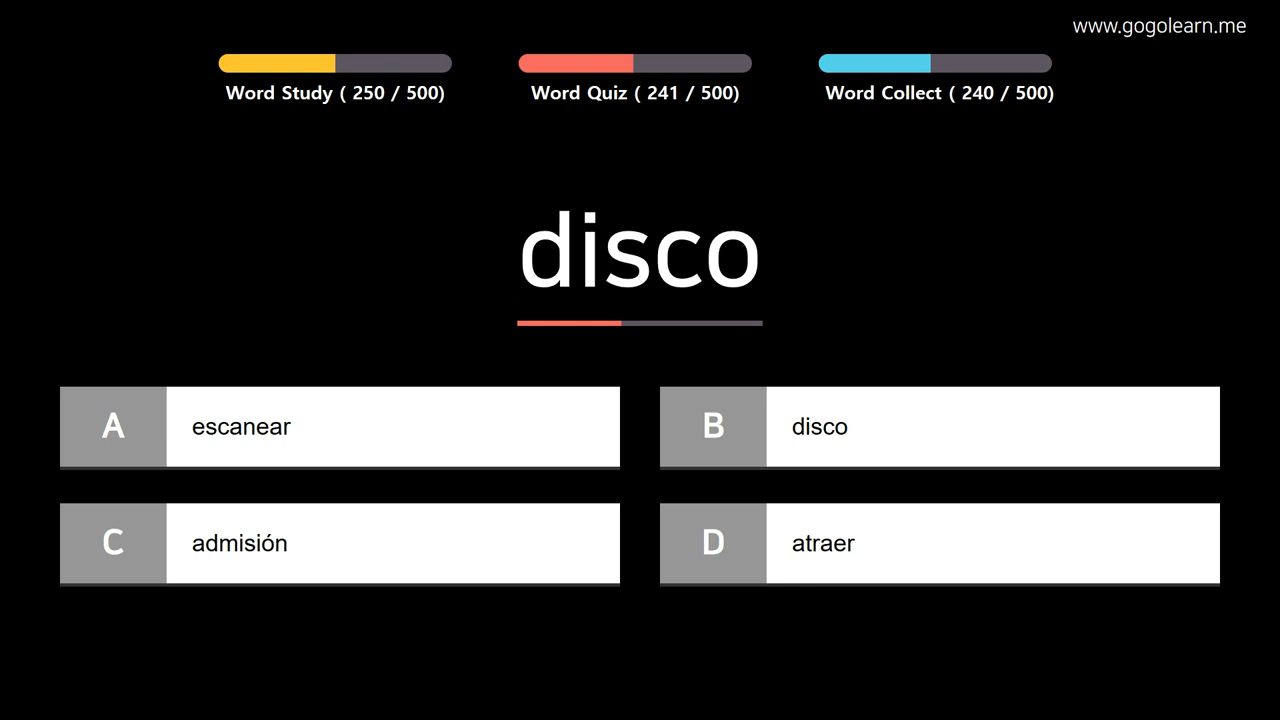 www.gogolearn.me
Word Study ( 250 / 500)
Word Quiz ( 241 / 500)
Word Collect ( 240 / 500)
disco
A escanear
B disco
C admisión
D atraer